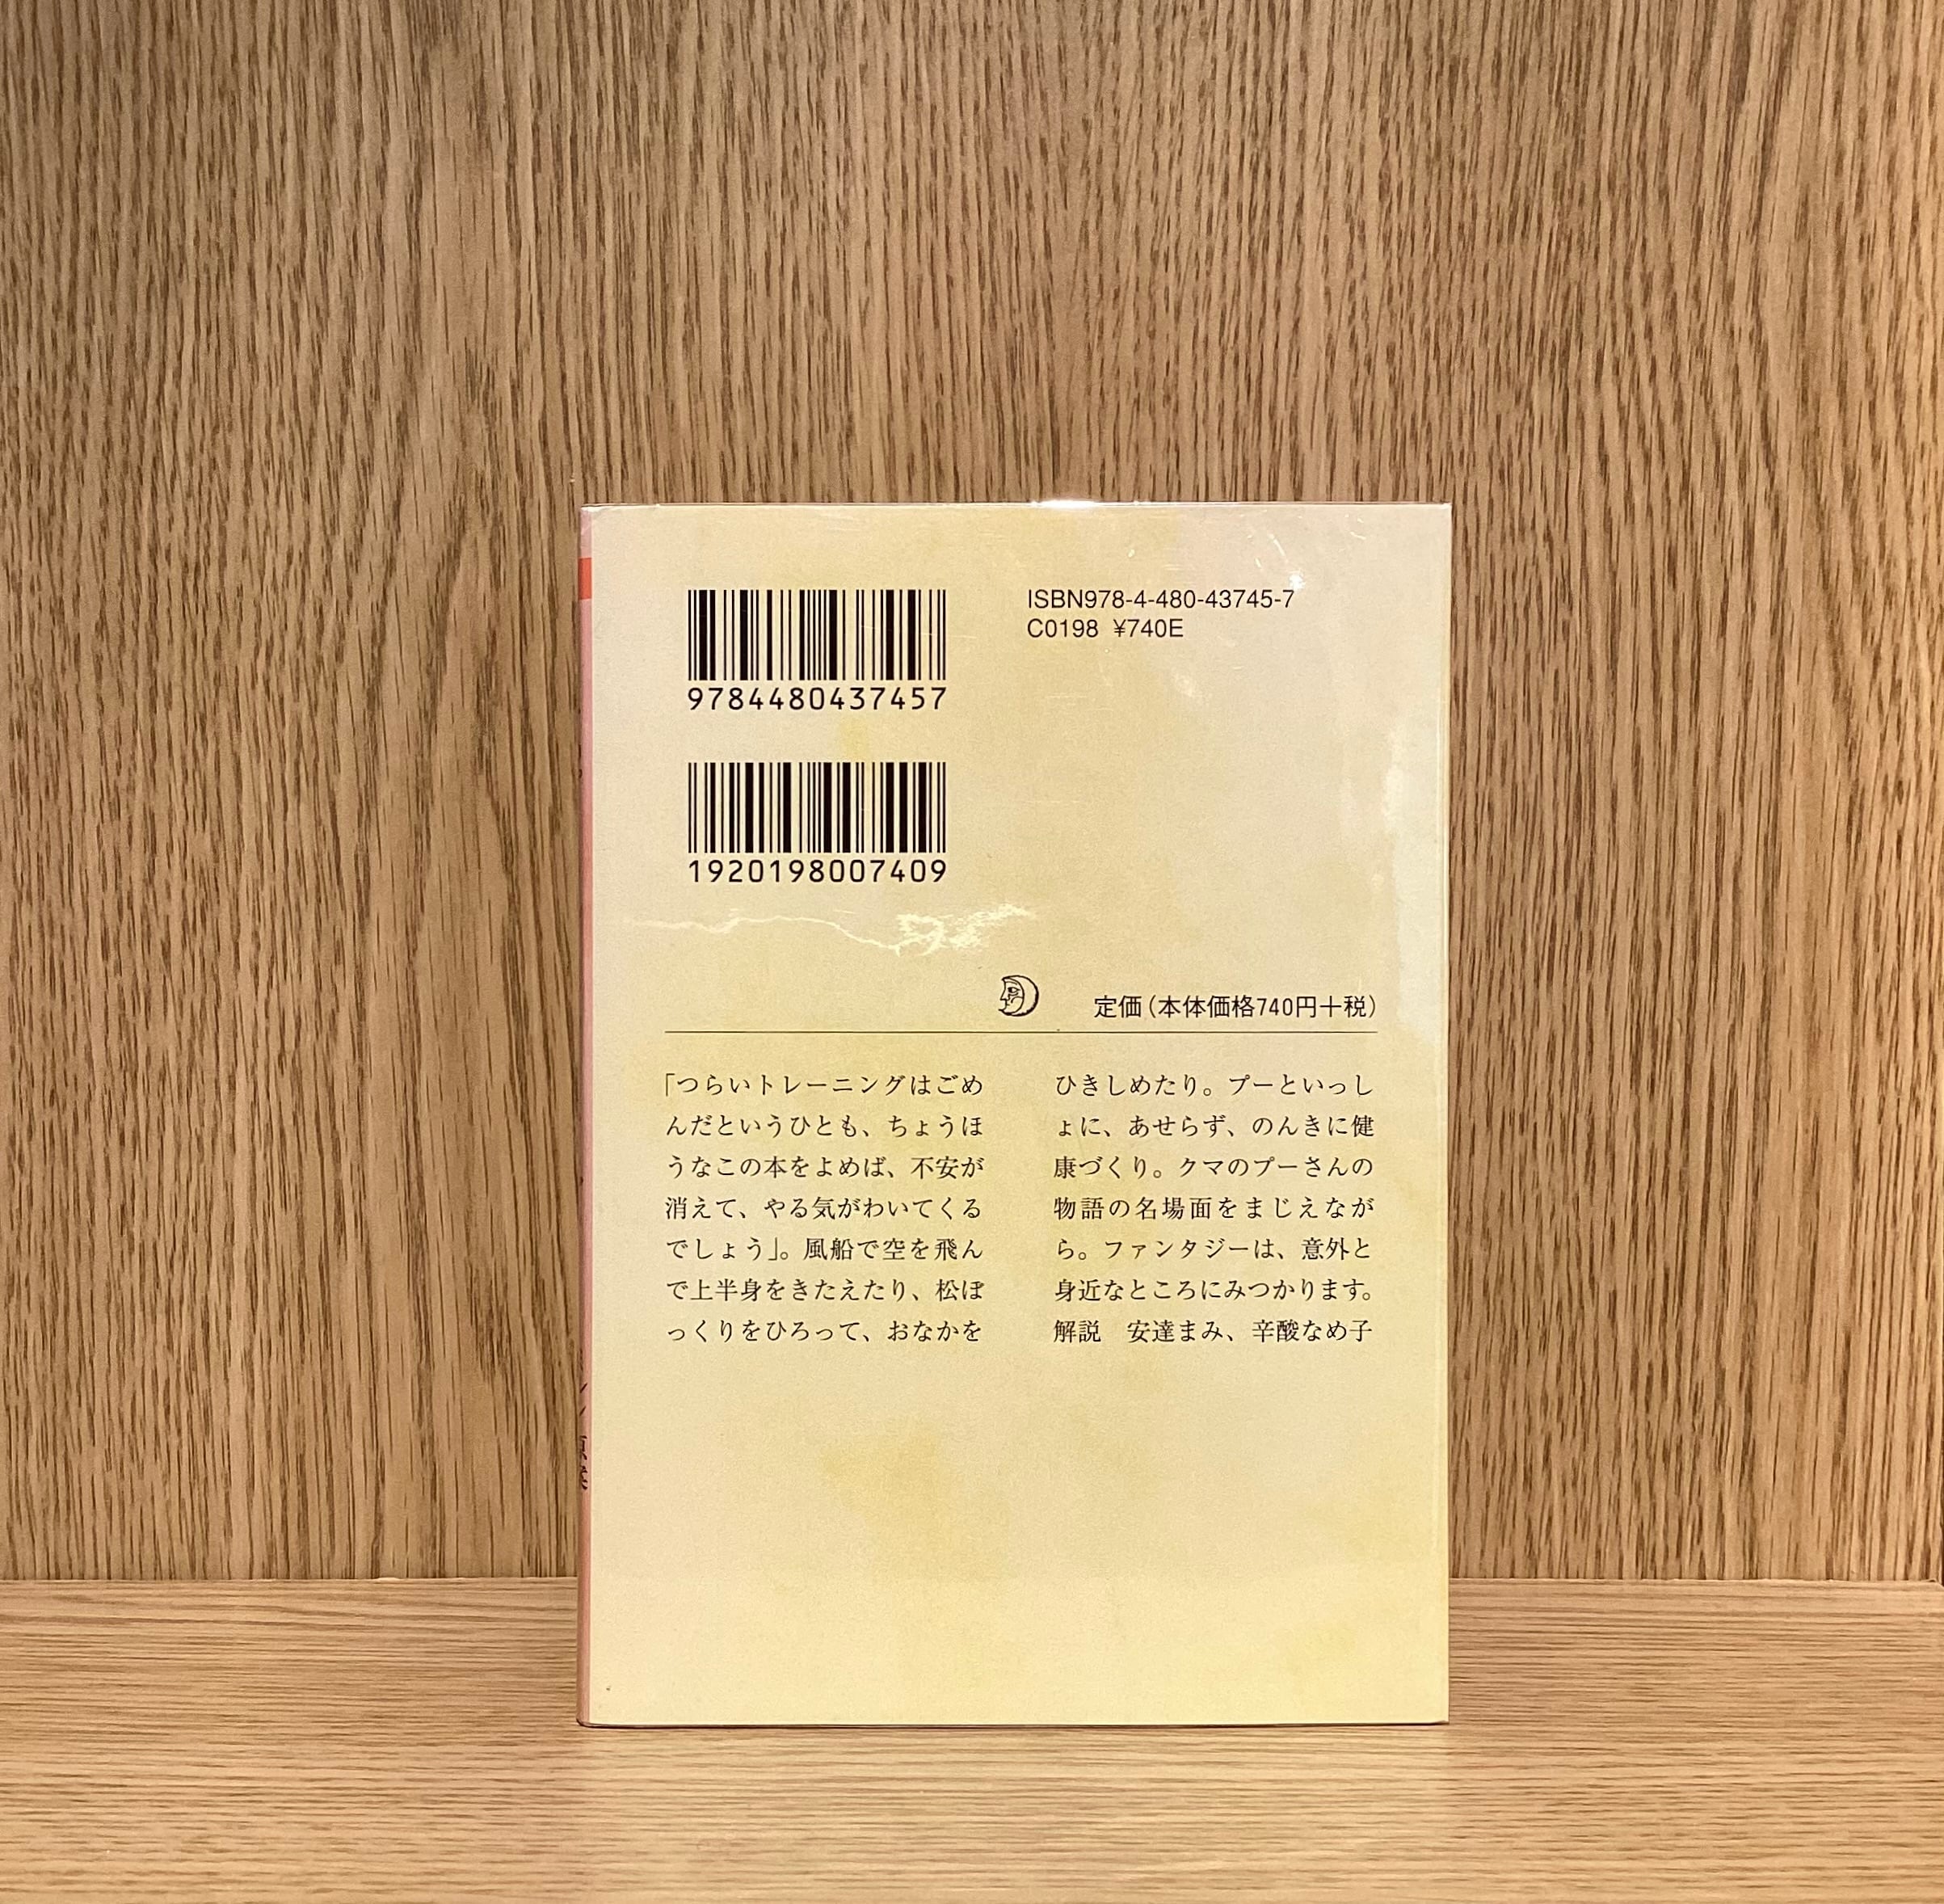 ISBN978-4-480-43745-7
C0198 ¥740E
9784480437457
1920198007409
定価(本体価格740円十税)
「つらいトレーニングはごめ
んだというひとも、ちょうほ
うなこの本をよめば、不安が
消えて、やる気がわいてくる
でしょう」。風船で空を飛ん
で上半身をきたえたり、松ぼ
っくりをひろって、おなかを
ひきしめたり。プーといっし
ょに、あせらず、のんきに健
康づくり。クマのプーさんの
物語の名場面をまじえなが
ら。ファンタジーは、意外と
身近なところにみつかります。
解説　安達まみ、辛酸なめ子